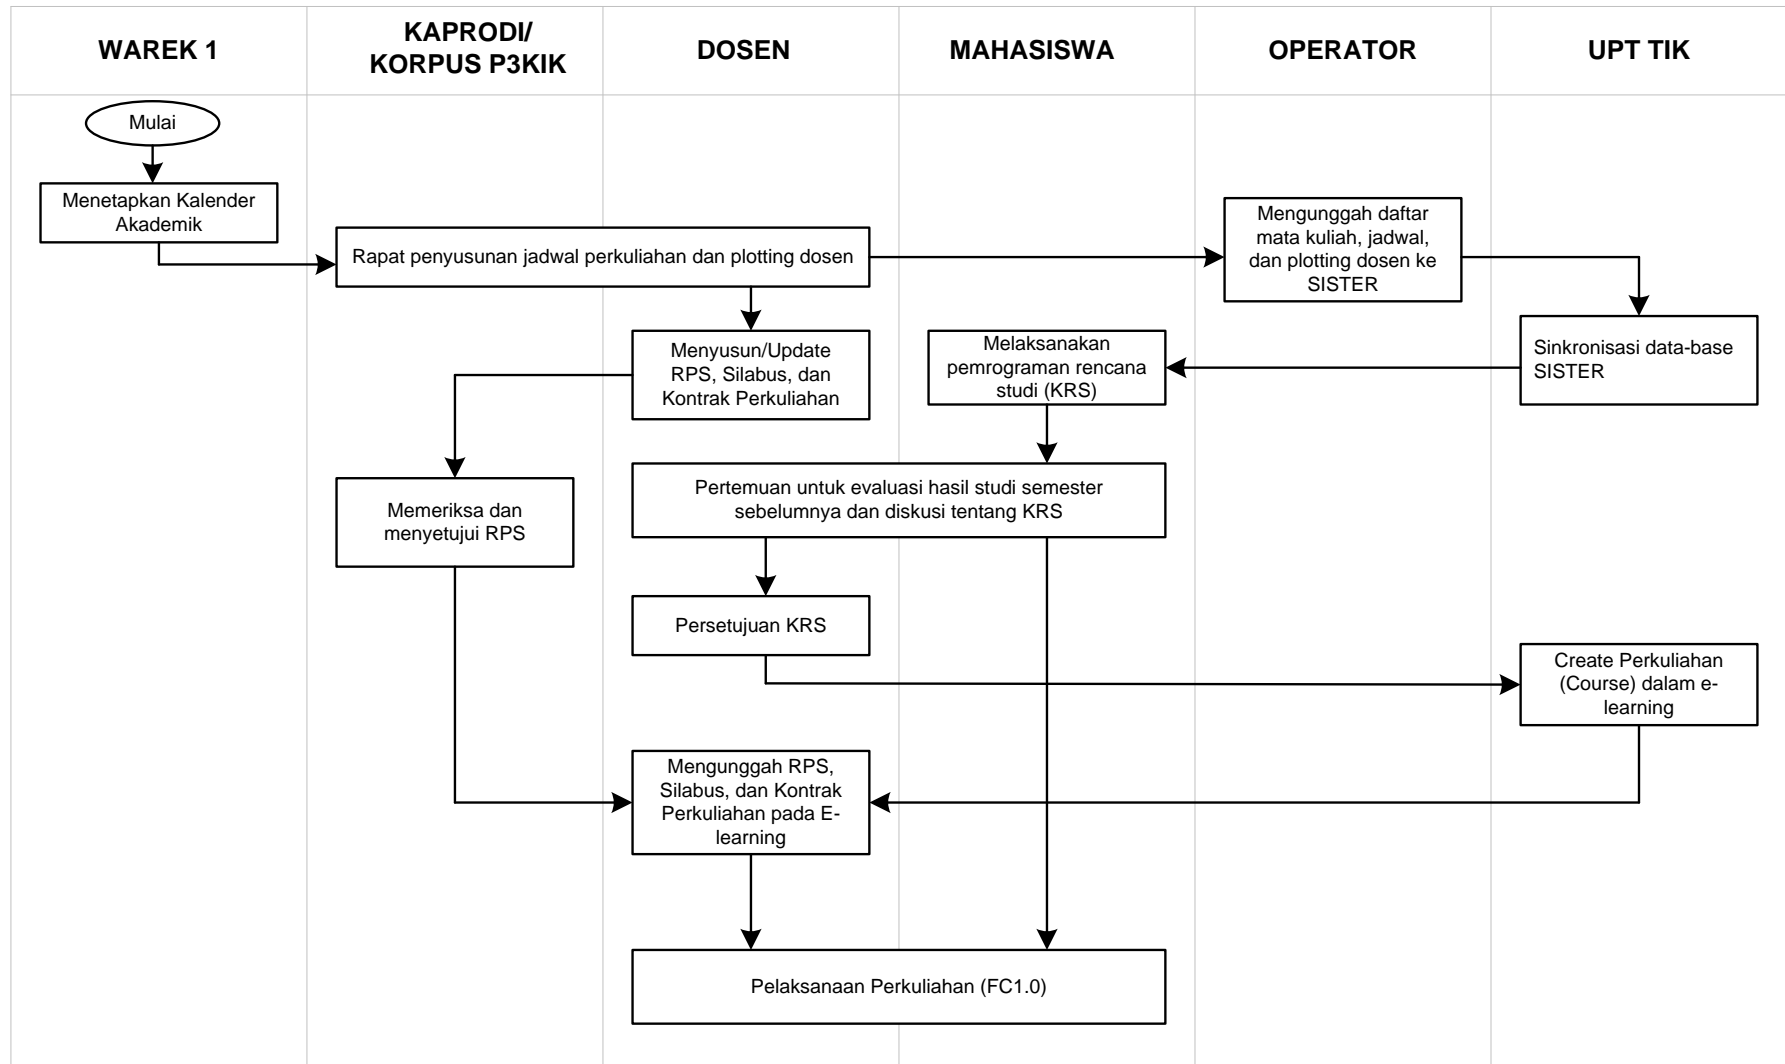 WAREK 1
KAPRODI/
KORPUS P3KIK
DOSEN
MAHASISWA
OPERATOR
UPT TIK
Mulai
Menetapkan Kalender
Akademik
Rapat penyusunan jadwal perkuliahan dan plotting dosen
Mengunggah daftar
mata kuliah, jadwal,
dan plotting dosen ke
SISTER
Menyusun/Update
RPS, Silabus, dan
Kontrak Perkuliahan
Melaksanakan
pemrograman rencana
studi (KRS)
Sinkronisasi data-base
SISTER
Memeriksa dan
menyetujui RPS
Pertemuan untuk evaluasi hasil studi semester
sebelumnya dan diskusi tentang KRS
Persetujuan KRS
Create Perkuliahan
(Course) dalam e-
learning
Mengunggah RPS,
Silabus, dan Kontrak
Perkuliahan pada E-
learning
Pelaksanaan Perkuliahan (FC1.0)